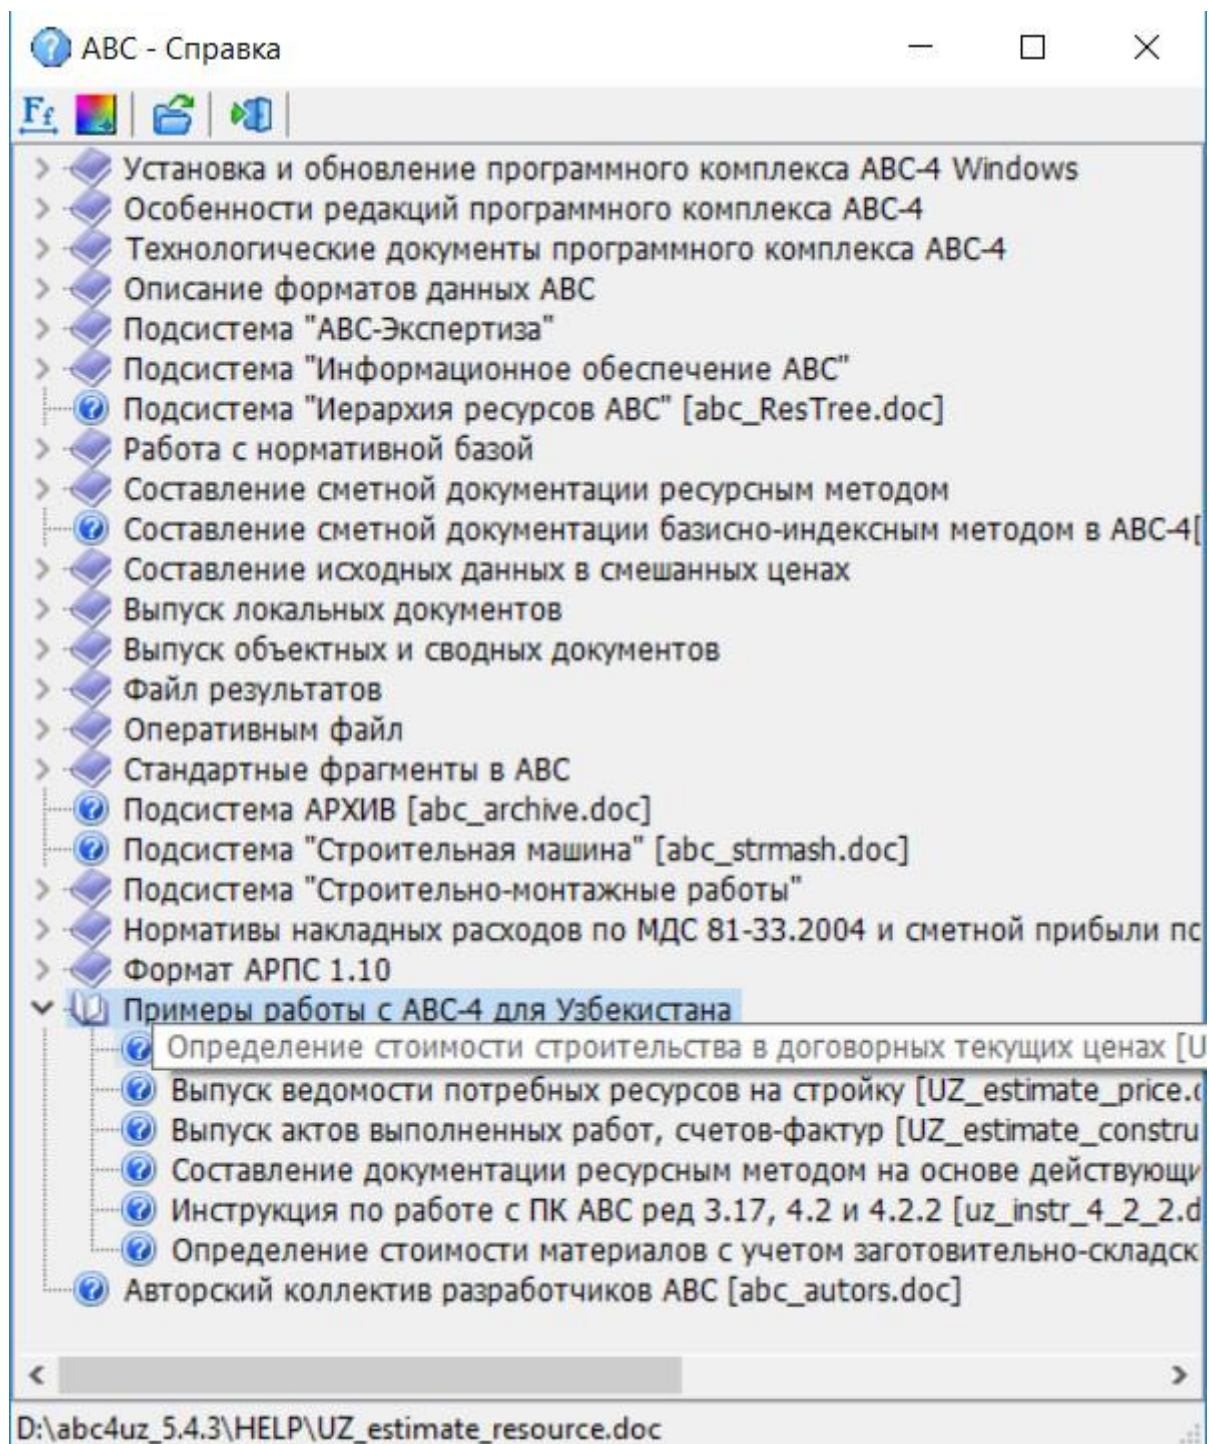 АВС - Справка
Ff
Установка и обновление программного комплекса АВС-4 Windows
Особенности редакций программного комплекса АВС-4
Технологические документы программного комплекса АВС-4
Описание форматов данных АВС
Подсистема "АВС-Экспертиза"
Подсистема "Информационное обеспечение АВС"
Подсистема "Иерархия ресурсов АВС" [abc_ResTree.doc]
Работа с нормативной базой
Составление сметной документации ресурсным методом
Составление сметной документации базисно-индексным методом в АВС-4[
Составление исходных данных в смешанных ценах
Выпуск локальных документов
Выпуск объектных и сводных документов
Файл результатов
Оперативным файл
Стандартные фрагменты в АВС
Подсистема АРХИВ [abc_archive.doc]
Подсистема "Строительная машина" [abc_strmash.doc]
Подсистема "Строительно-монтажные работы"
Нормативы накладных расходов по МДС 81-33.2004 и сметной прибыли пс
Формат АРПС 1.10
Примеры работы с АВС-4 для Узбекистана
Определение стоимости строительства в договорных текущих ценах [U
Выпуск ведомости потребных ресурсов на стройку [UZ_estimate_price.
Выпуск актов выполненных работ, счетов-фактур [UZ_estimate_constru
Составление документации ресурсным методом на основе действующи
Инструкция по работе с ПК АВС ред 3.17, 4.2 и 4.2.2 [uz_instr_4_2_2.d
Определение стоимости материалов с учетом заготовительно-складск
Авторский коллектив разработчиков АВС [abc_autors.doc]
D:\abc4uz_5.4.3\HELP\UZ_estimate_resource.doc